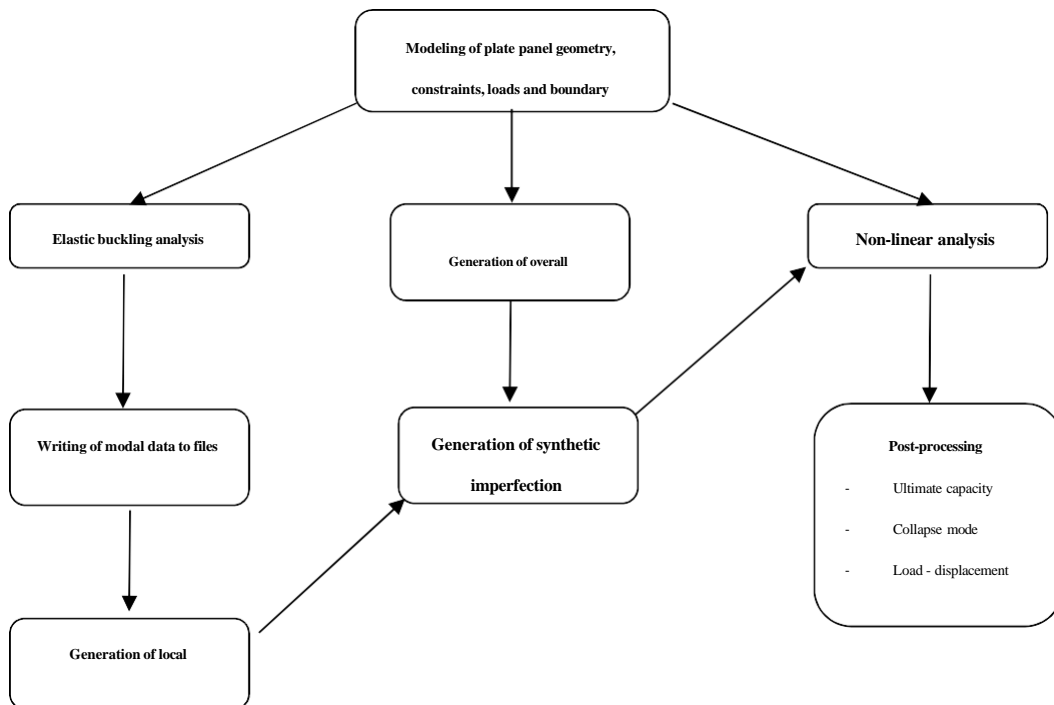 Modeling of plate panel geometry,
constraints, loads and boundary
Elastic buckling analysis
Generation of overall
Non-linear analysis
Writing of modal data to files
Generation of synthetic
imperfection
Post-processing
- Ultimate capacity
- Collapse mode
- Load - displacement
Generation of local